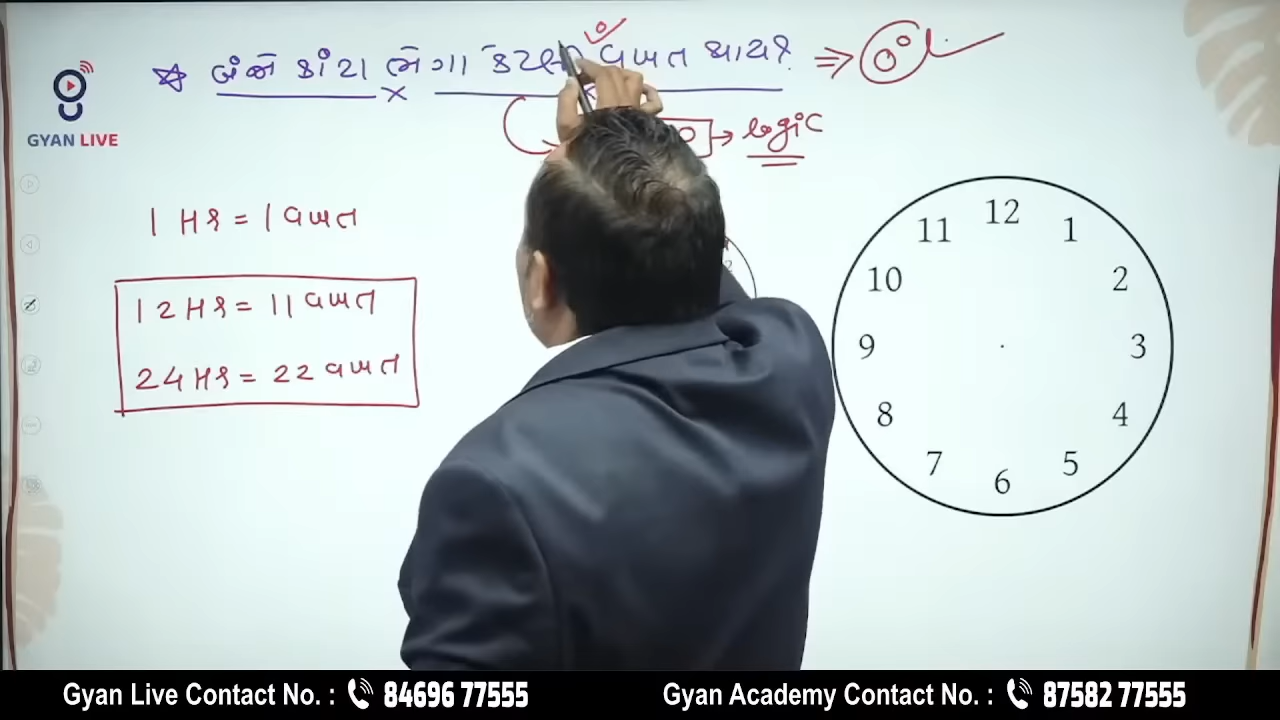 બંને કાંટા ભેગા કેટલી વખત થાય? ⇒ 0°
→ logic
GYAN LIVE
1 HR = 1 વખત
12 HR = 11 વખત
24 HR = 22 વખત
12
11 1
10 2
9 3
8 4
7 5
6
Gyan Live Contact No. : 84696 77555 Gyan Academy Contact No. : 87582 77555